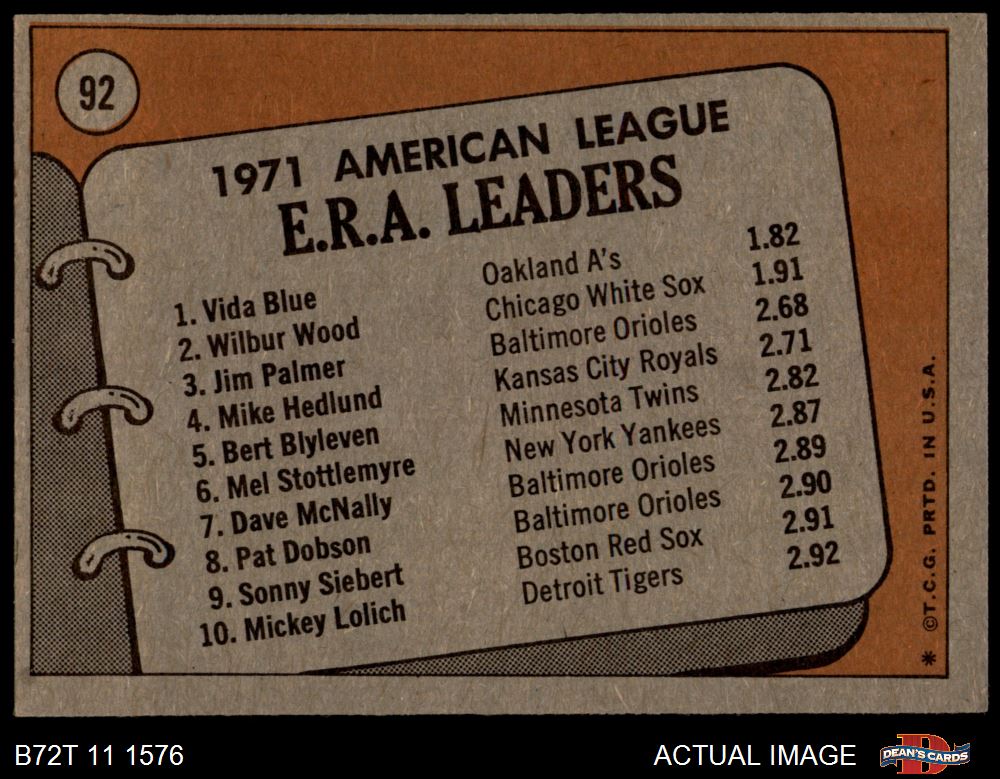 92
1971 AMERICAN LEAGUE
E.R.A. LEADERS
1. Vida Blue Oakland A's 1.82
2. Wilbur Wood Chicago White Sox 1.91
3. Jim Palmer Baltimore Orioles 2.68
4. Mike Hedlund Kansas City Royals 2.71
5. Bert Blyleven Minnesota Twins 2.82
6. Mel Stottlemyre New York Yankees 2.87
7. Dave McNally Baltimore Orioles 2.89
8. Pat Dobson Baltimore Orioles 2.90
9. Sonny Siebert Boston Red Sox 2.91
10. Mickey Lolich Detroit Tigers 2.92
* ©T.C.G. PRTD. IN U.S.A.
B72T 11 1576 ACTUAL IMAGE DEAN'S CARDS